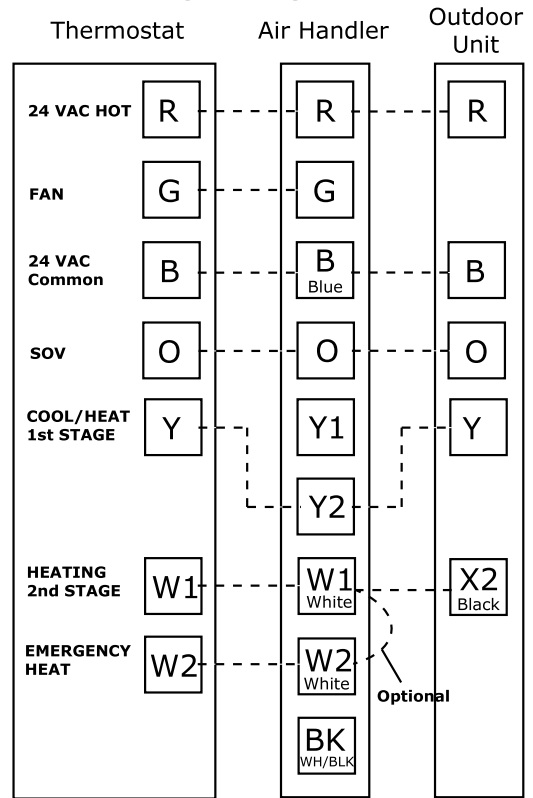 Thermostat
Air Handler
Outdoor
Unit
24 VAC HOT
R
R
R
FAN
G
G
24 VAC
Common
B
B
Blue
B
SOV
O
O
O
COOL/HEAT
1st STAGE
Y
Y1
Y
Y2
HEATING
2nd STAGE
W1
W1
White
X2
Black
EMERGENCY
HEAT
W2
W2
White
Optional
BK
WH/BLK